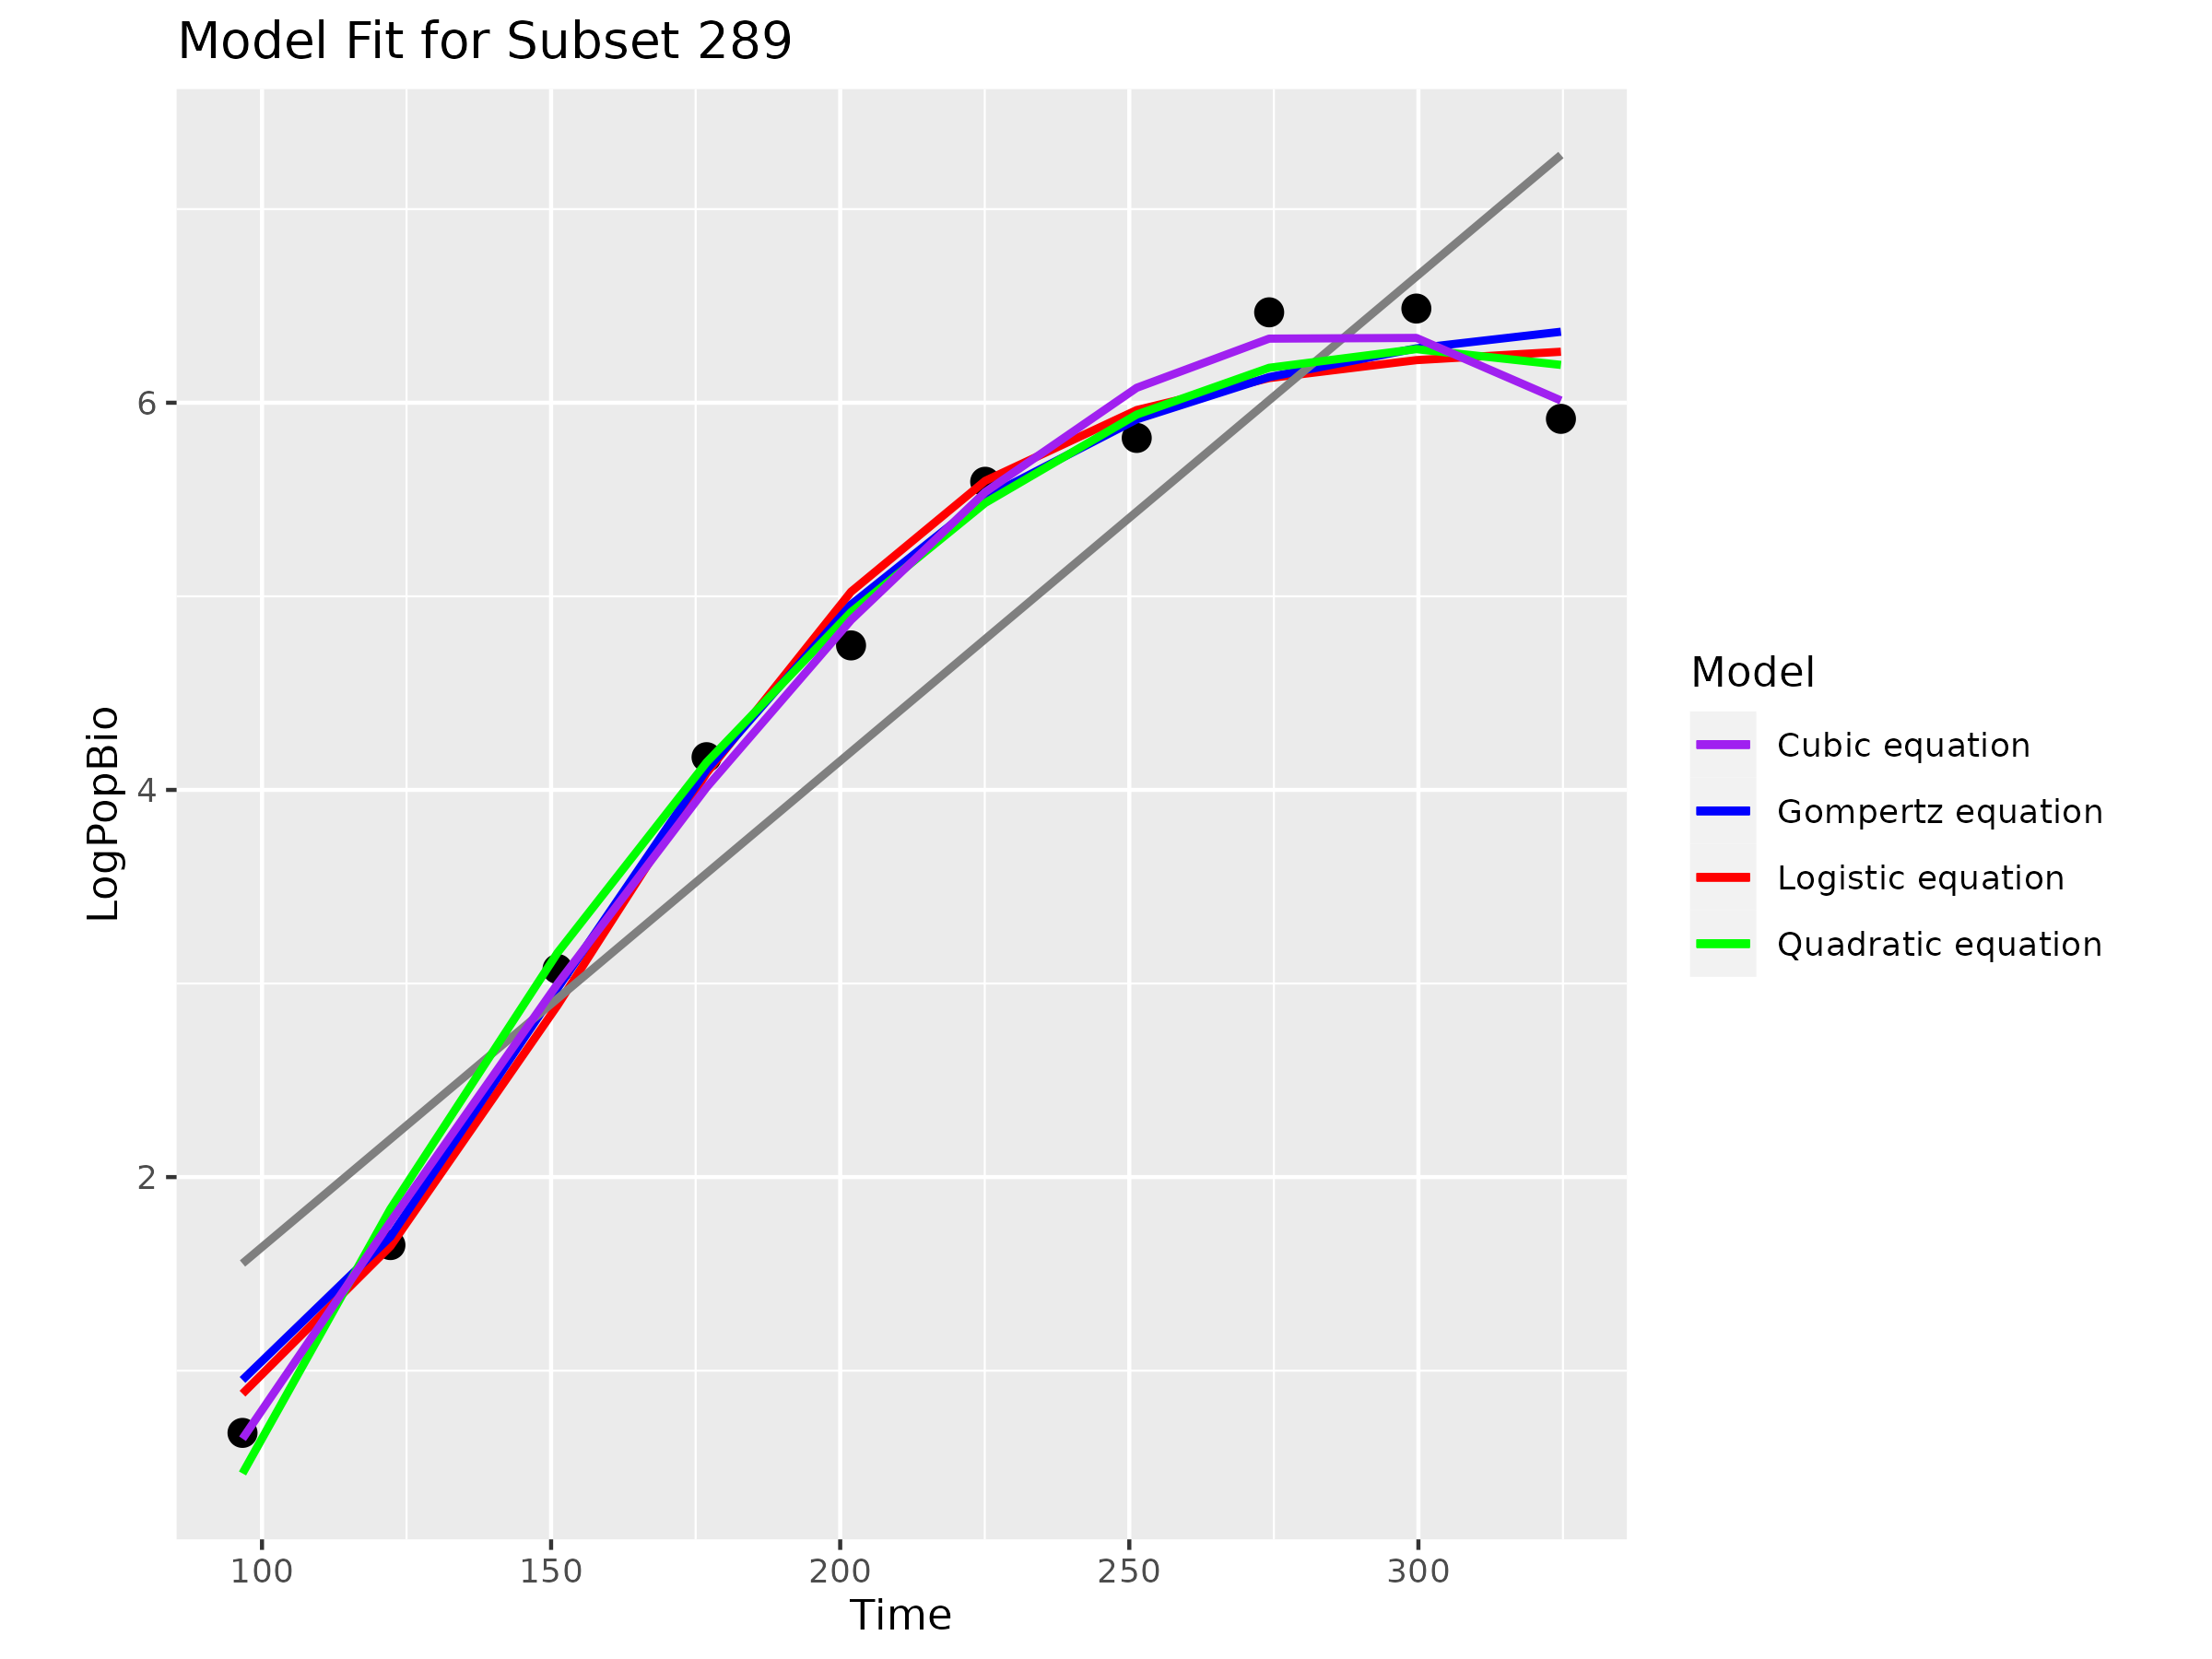 Model Fit for Subset 289
LogPopBio
6
4
2
100 150 200 250 300
Time
Model
Cubic equation
Gompertz equation
Logistic equation
Quadratic equation